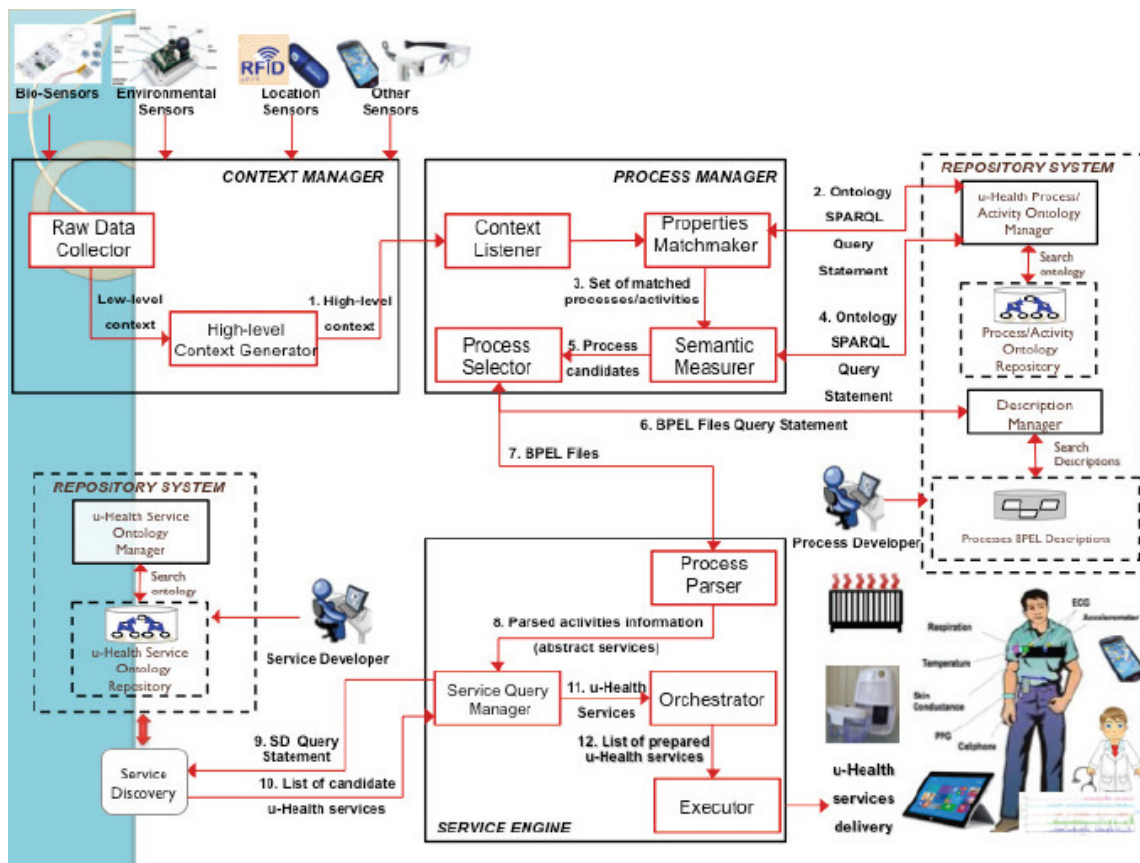 RFID
Bio-Sensors
Environmental
Sensors
Location
Sensors
Other
Sensors
CONTEXT MANAGER
Raw Data
Collector
Low-level
context
High-level
Context Generator
1. High-level
context
PROCESS MANAGER
Context
Listener
Properties
Matchmaker
3. Set of matched
processes/activities
Process
Selector
5. Process
candidates
Semantic
Measurer
2. Ontology
SPARQL
Query
Statement
4. Ontology
SPARQL
Query
Statement
6. BPEL Files Query Statement
7. BPEL Files
REPOSITORY SYSTEM
u-Health Process/
Activity Ontology
Manager
Search
ontology
Process/Activity
Ontology
Repository
Description
Manager
Search
Descriptions
Processes BPEL Descriptions
Process Developer
REPOSITORY SYSTEM
u-Health Service
Ontology
Manager
Search
ontology
u-Health Service
Ontology
Repository
Service Developer
Service
Discovery
9. SD Query
Statement
10. List of candidate
u-Health services
Process
Parser
8. Parsed activities information
(abstract services)
Service Query
Manager
11. u-Health
Services
Orchestrator
12. List of prepared
u-Health services
Executor
SERVICE ENGINE
u-Health
services
delivery
ECG
Accelerometer
Respiration
Temperature
Skin
Conductance
PPG
Cellphone